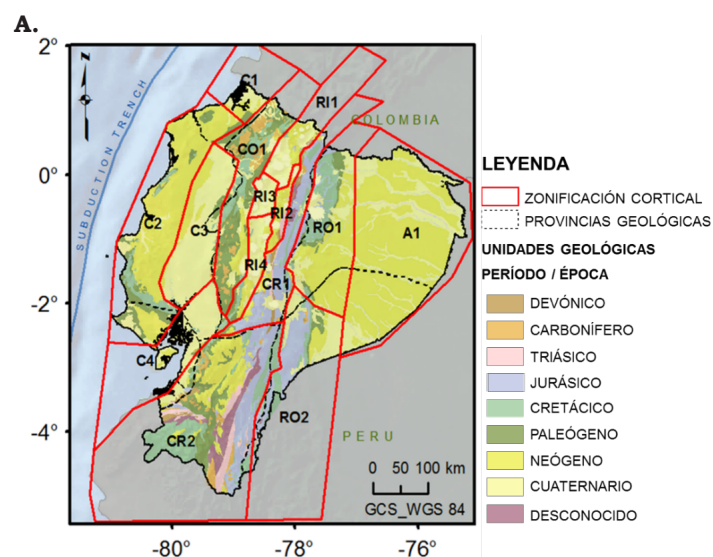 A.
2°
0°
-2°
-4°
-80°
-78°
-76°
N
SUBDUCTION TRENCH
C1
RI1
COLOMBIA
CO1
RI3
RI2
C2
C3
RO1
A1
RI4
CR1
C4
RO2
CR2
PERU
0 50 100 km
GCS_WGS 84
LEYENDA
ZONIFICACIÓN CORTICAL
PROVINCIAS GEOLÓGICAS
UNIDADES GEOLÓGICAS
PERÍODO / ÉPOCA
DEVÓNICO
CARBONÍFERO
TRIÁSICO
JURÁSICO
CRETÁCICO
PALEÓGENO
NEÓGENO
CUATERNARIO
DESCONOCIDO